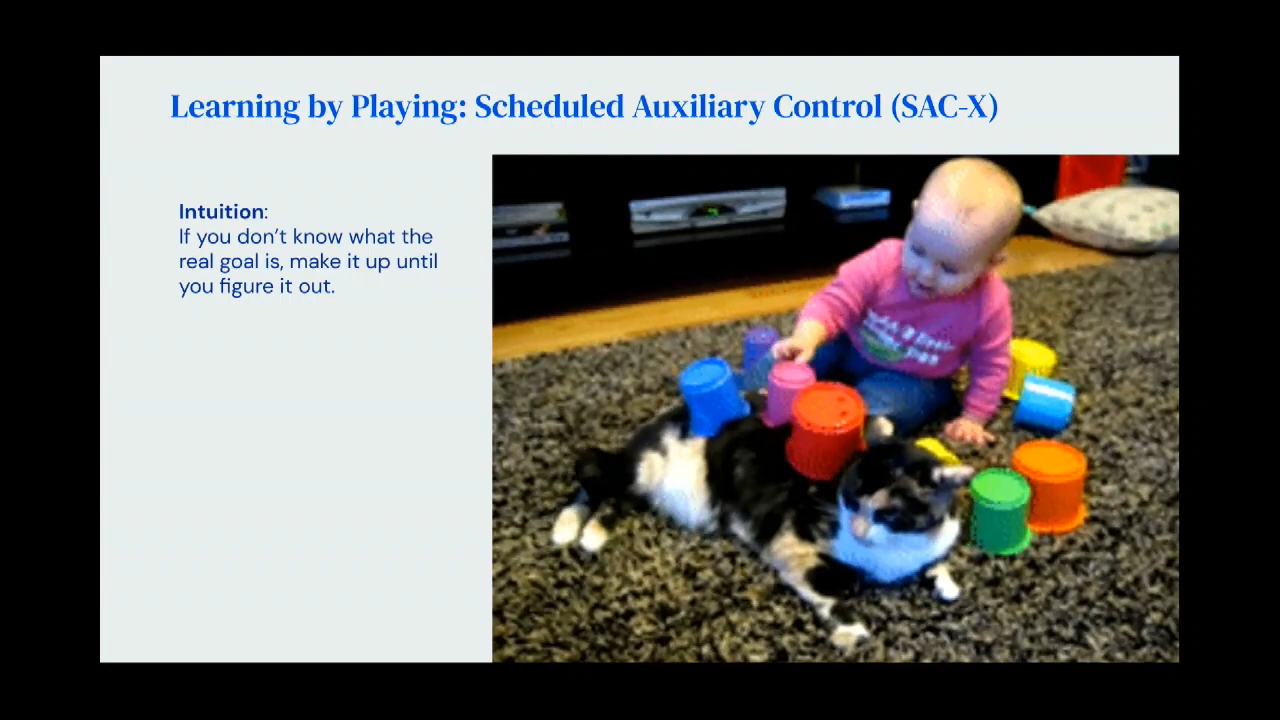 Learning by Playing: Scheduled Auxiliary Control (SAC-X)
Intuition:
If you don't know what the
real goal is, make it up until
you figure it out.